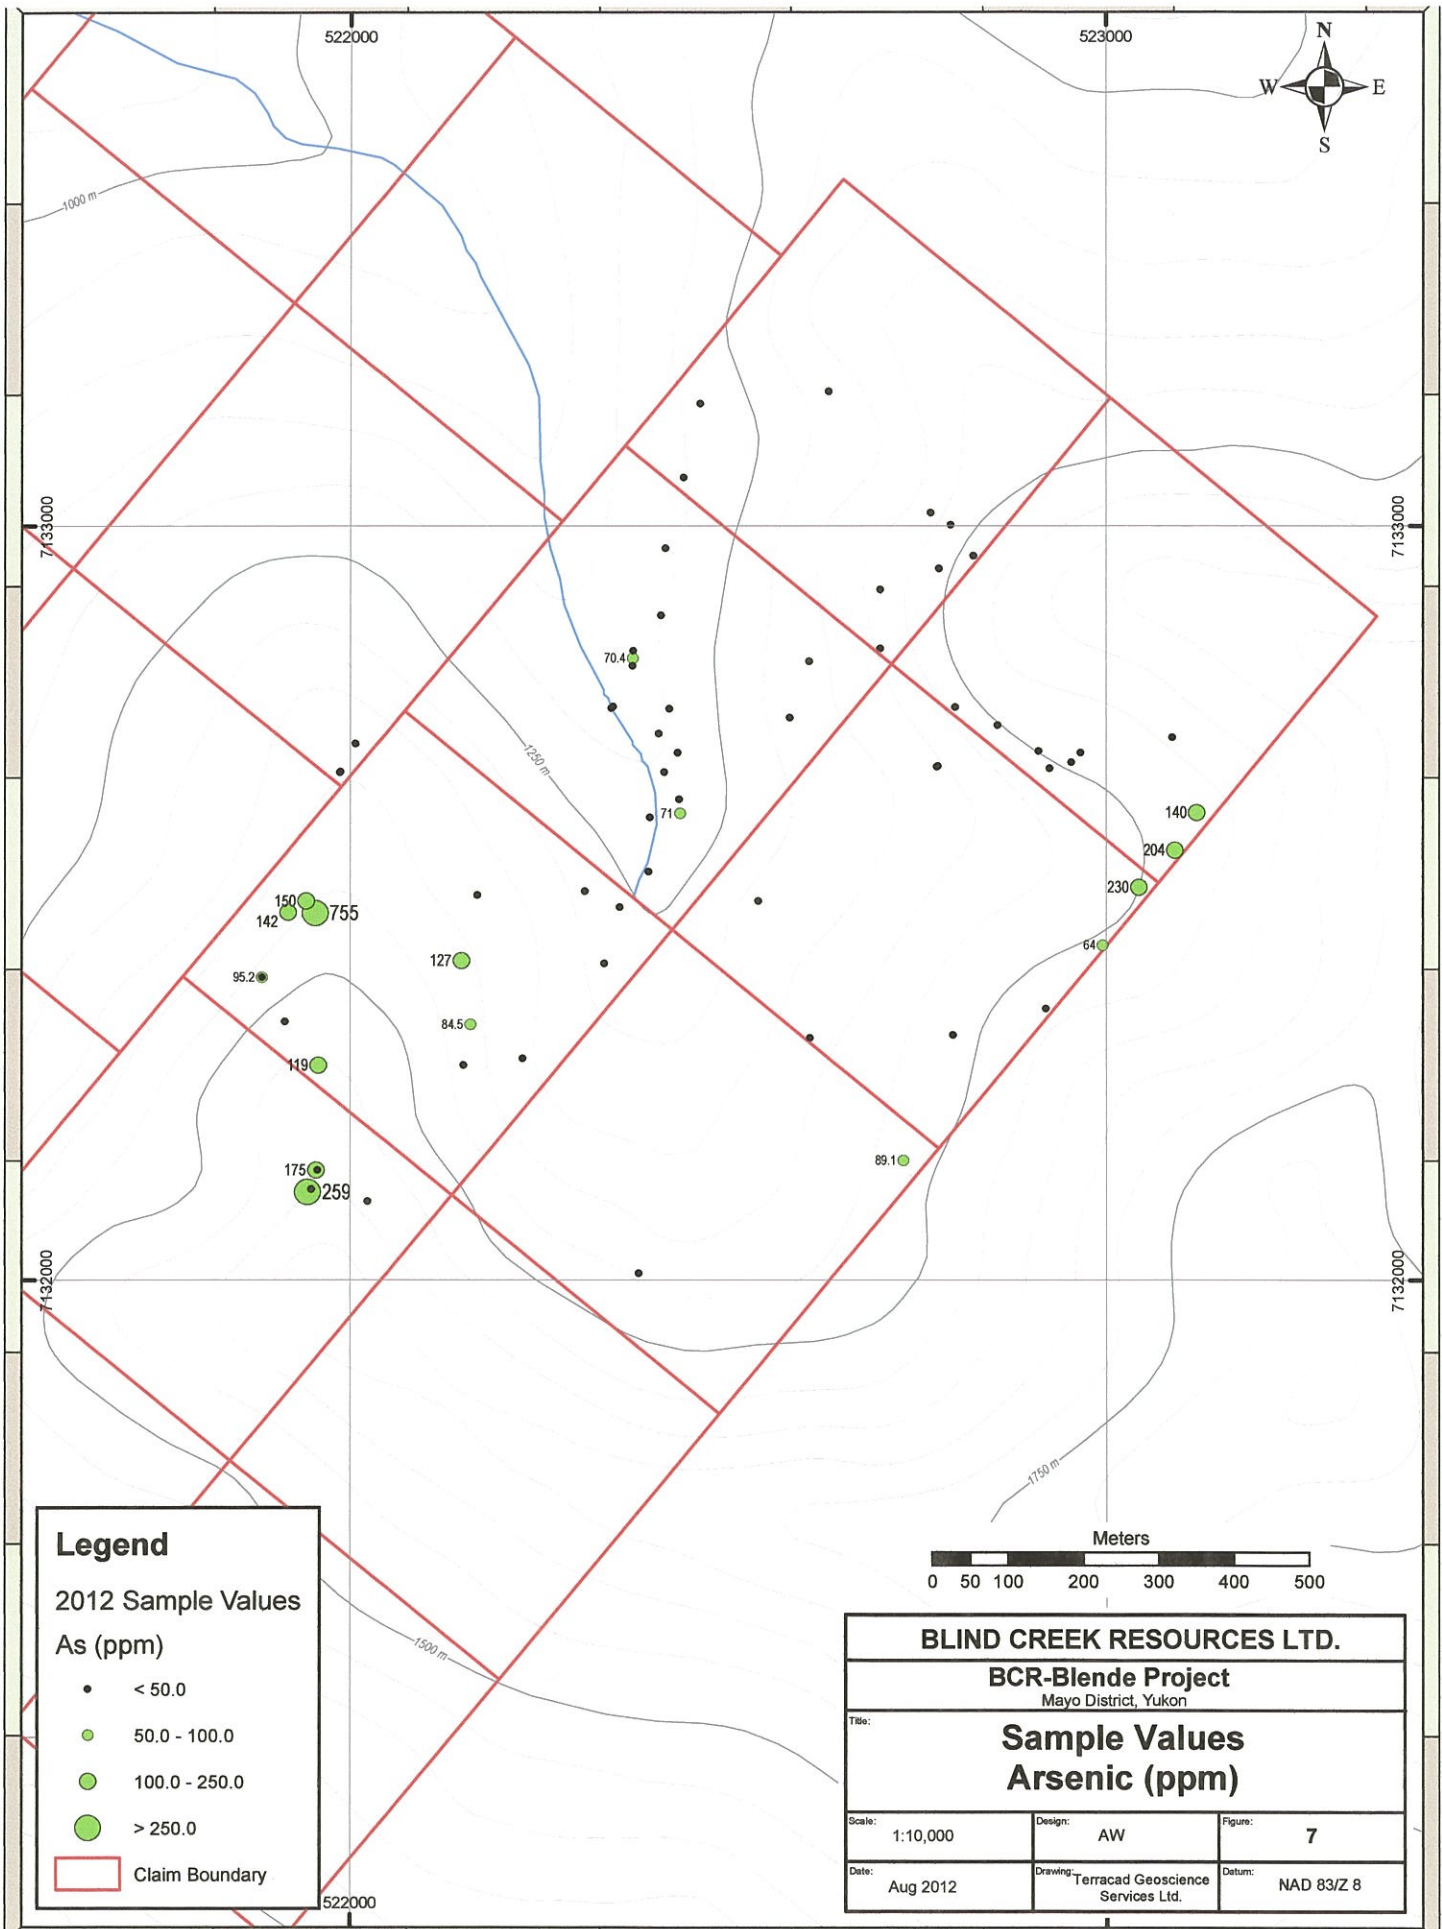 522000
523000
N
W
E
S
1000 m
7133000
7133000
70.4
1250 m
71
140
204
230
150
142
755
64
127
95.2
84.5
119
89.1
175
259
7132000
7132000
1750 m
1500 m
Legend
2012 Sample Values
As (ppm)
< 50.0
50.0 - 100.0
100.0 - 250.0
> 250.0
Claim Boundary
522000
Meters
0 50 100 200 300 400 500
BLIND CREEK RESOURCES LTD.
BCR-Blende Project
Mayo District, Yukon
Title:
Sample Values
Arsenic (ppm)
Scale:
1:10,000
Design:
AW
Figure:
7
Date:
Aug 2012
Drawing:
Terracad Geoscience
Services Ltd.
Datum:
NAD 83/Z 8